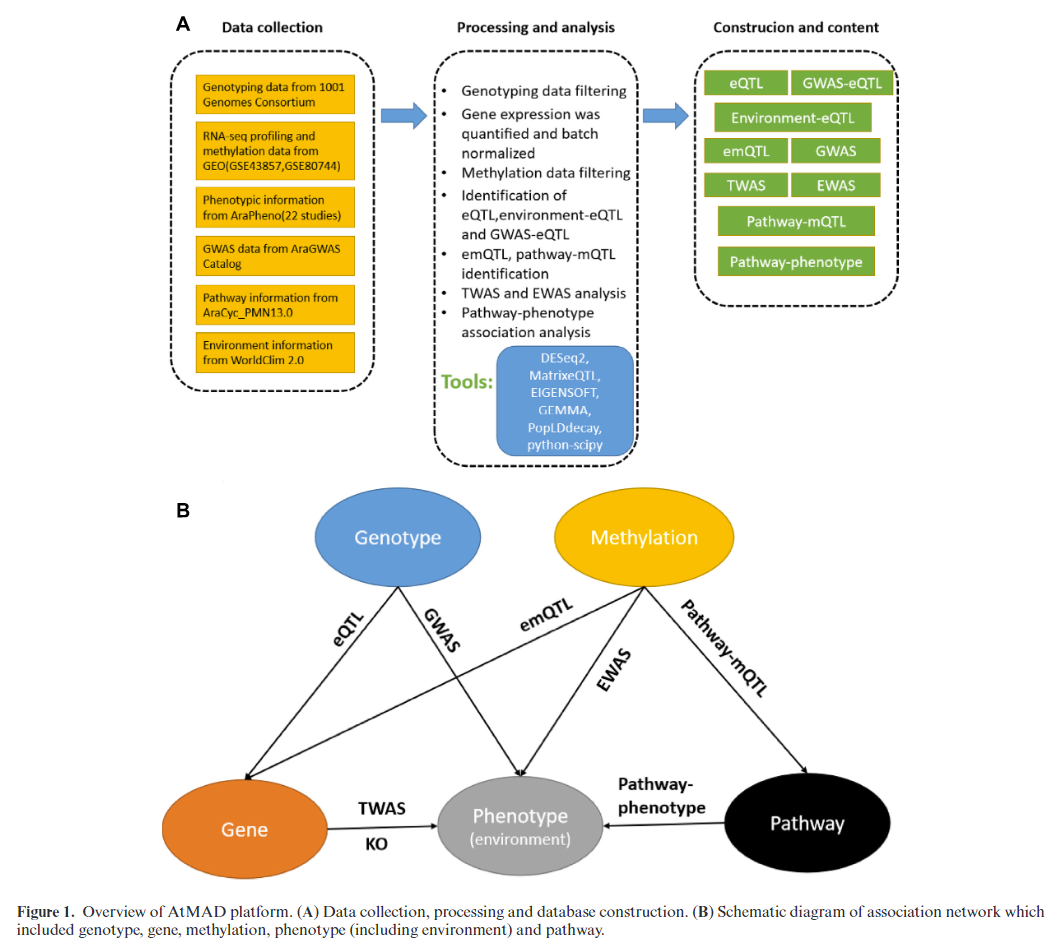 A
Data collection
Processing and analysis
Construcion and content
Genotyping data from 1001
Genomes Consortium
RNA-seq profiling and
methylation data from
GEO(GSE43857,GSE80744)
Phenotypic information
from AraPheno(22 studies)
GWAS data from AraGWAS
Catalog
Pathway information from
AraCyc_PMN13.0
Environment information
from WorldClim 2.0
• Genotyping data filtering
• Gene expression was
quantified and batch
normalized
• Methylation data filtering
• Identification of
eQTL,environment-eQTL
and GWAS-eQTL
• emQTL, pathway-mQTL
identification
• TWAS and EWAS analysis
• Pathway-phenotype
association analysis
Tools:
DESeq2,
MatrixeQTL,
EIGENSOFT,
GEMMA,
PopLDdecay,
python-scipy
eQTL
GWAS-eQTL
Environment-eQTL
emQTL
GWAS
TWAS
EWAS
Pathway-mQTL
Pathway-phenotype
B
Genotype
Methylation
eQTL
GWAS
emQTL
EWAS
Pathway-mQTL
Gene
TWAS
KO
Phenotype
(environment)
Pathway-
phenotype
Pathway
Figure 1. Overview of AtMAD platform. (A) Data collection, processing and database construction. (B) Schematic diagram of association network which
included genotype, gene, methylation, phenotype (including environment) and pathway.